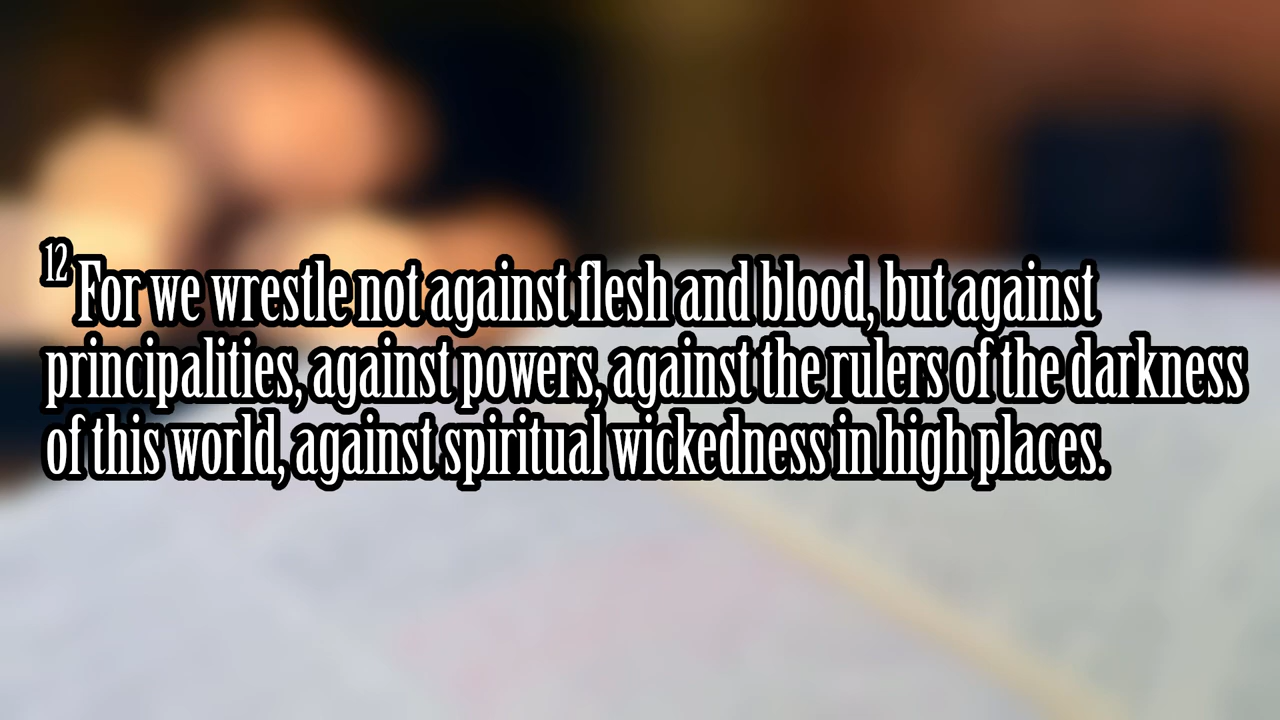 12 For we wrestle not against flesh and blood, but against
principalities, against powers, against the rulers of the darkness
of this world, against spiritual wickedness in high places.